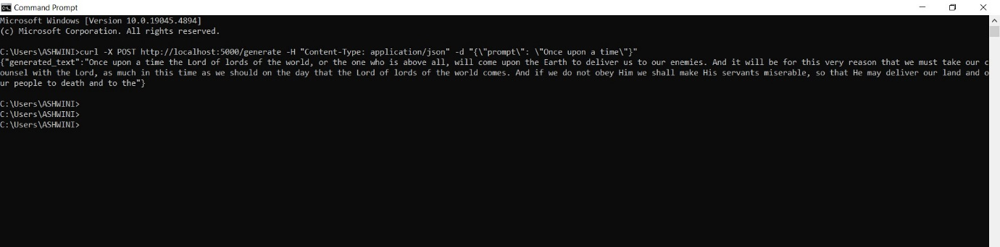 Command Prompt
Microsoft Windows [Version 10.0.19045.4894]
(c) Microsoft Corporation. All rights reserved.
C:\Users\ASHWINI>curl -X POST http://localhost:5000/generate -H "Content-Type: application/json" -d "{\"prompt\": \"Once upon a time\"}"
{"generated_text":"Once upon a time the Lord of lords of the world, or the one who is above all, will come upon the Earth to deliver us to our enemies. And it will be for this very reason that we must take our c
ounsel with the Lord, as much in this time as we should on the day that the Lord of lords of the world comes. And if we do not obey Him we shall make His servants miserable, so that He may deliver our land and o
ur people to death and to the"}
C:\Users\ASHWINI>
C:\Users\ASHWINI>
C:\Users\ASHWINI>